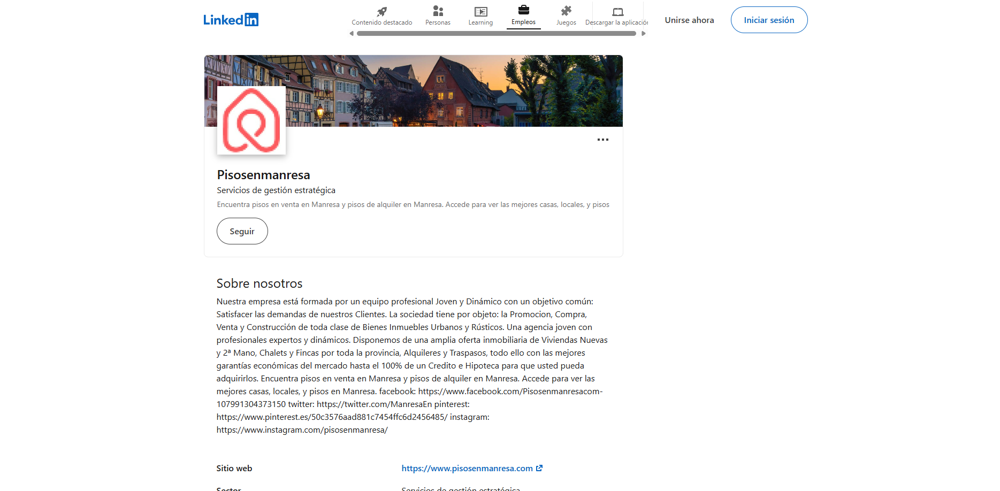 LinkedIn
Contenido destacado
Personas
Learning
Empleos
Juegos
Descargar la aplicación
Unirse ahora
Iniciar sesión
Pisosenmanresa
Servicios de gestión estratégica
Encuentra pisos en venta en Manresa y pisos de alquiler en Manresa. Accede para ver las mejores casas, locales, y pisos
Seguir
Sobre nosotros
Nuestra empresa está formada por un equipo profesional Joven y Dinámico con un objetivo común:
Satisfacer las demandas de nuestros Clientes. La sociedad tiene por objeto: la Promocion, Compra,
Venta y Construcción de toda clase de Bienes Inmuebles Urbanos y Rústicos. Una agencia joven con
profesionales expertos y dinámicos. Disponemos de una amplia oferta inmobiliaria de Viviendas Nuevas
y 2ª Mano, Chalets y Fincas por toda la provincia, Alquileres y Traspasos, todo ello con las mejores
garantías económicas del mercado hasta el 100% de un Credito e Hipoteca para que usted pueda
adquirirlos. Encuentra pisos en venta en Manresa y pisos de alquiler en Manresa. Accede para ver las
mejores casas, locales, y pisos en Manresa. facebook: https://www.facebook.com/Pisosenmanresacom-
107991304373150 twitter: https://twitter.com/ManresaEn pinterest:
https://www.pinterest.es/50c3576aad881c7454ffc6d2456485/ instagram:
https://www.instagram.com/pisosenmanresa/
Sitio web
https://www.pisosenmanresa.com
Sector
Servicios de gestión estratégica